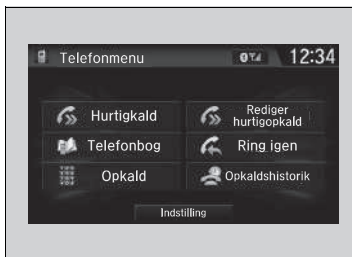 Telefonmenu
12:34
Hurtigkald
Rediger
hurtigopkald
Telefonbog
Ring igen
Opkald
Opkaldshistorik
Indstilling